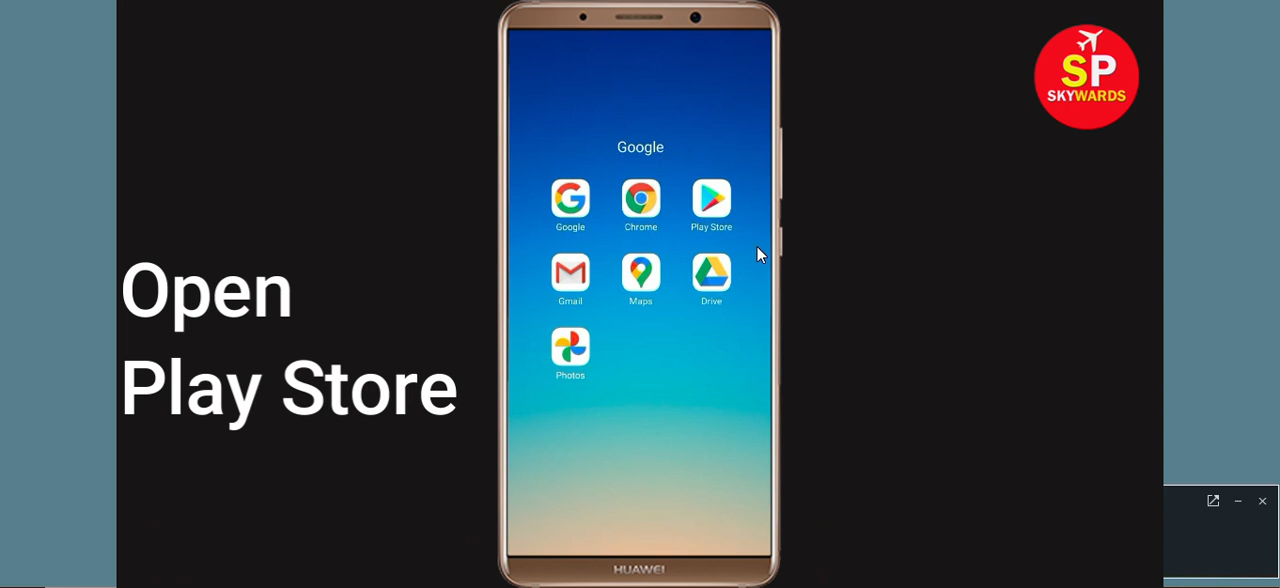 SP
SKYWARDS
Google
Google Chrome Play Store
Gmail Maps Drive
Photos
Open
Play Store
HUAWEI